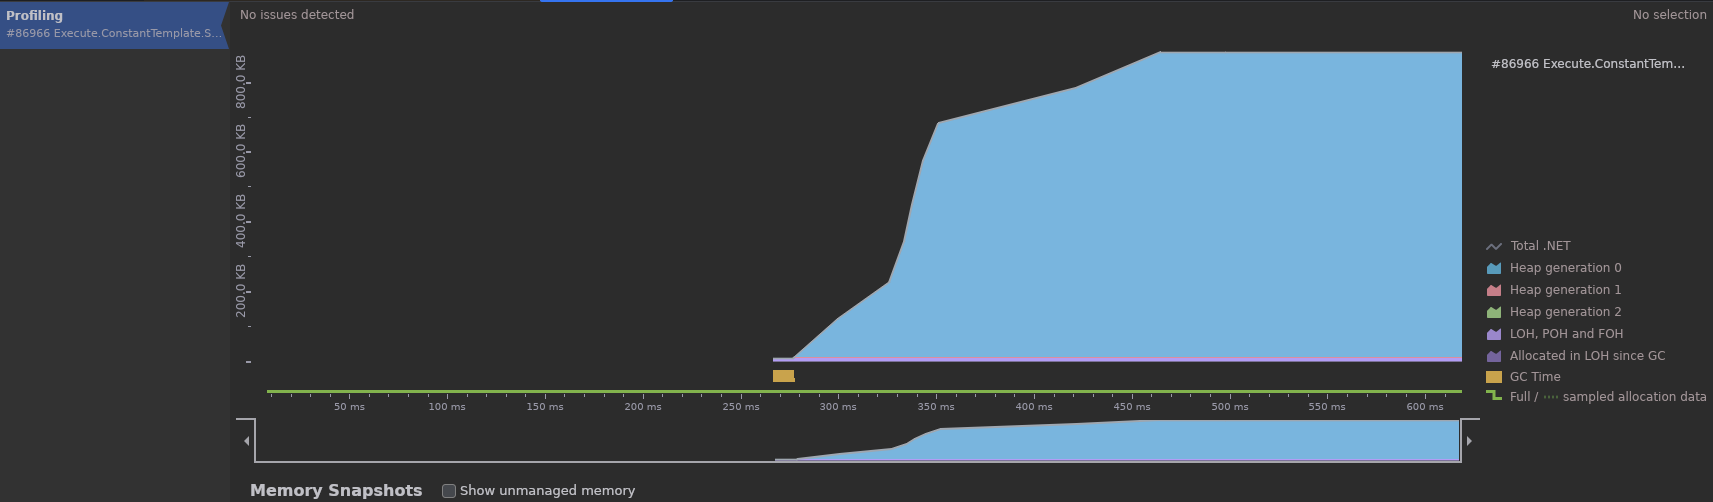 Profiling
#86966 Execute.ConstantTemplate.S...
No issues detected
No selection
800.0 KB
600.0 KB
400.0 KB
200.0 KB
#86966 Execute.ConstantTem...
Total .NET
Heap generation 0
Heap generation 1
Heap generation 2
LOH, POH and FOH
Allocated in LOH since GC
GC Time
Full / sampled allocation data
50 ms 100 ms 150 ms 200 ms 250 ms 300 ms 350 ms 400 ms 450 ms 500 ms 550 ms 600 ms
Memory Snapshots
Show unmanaged memory